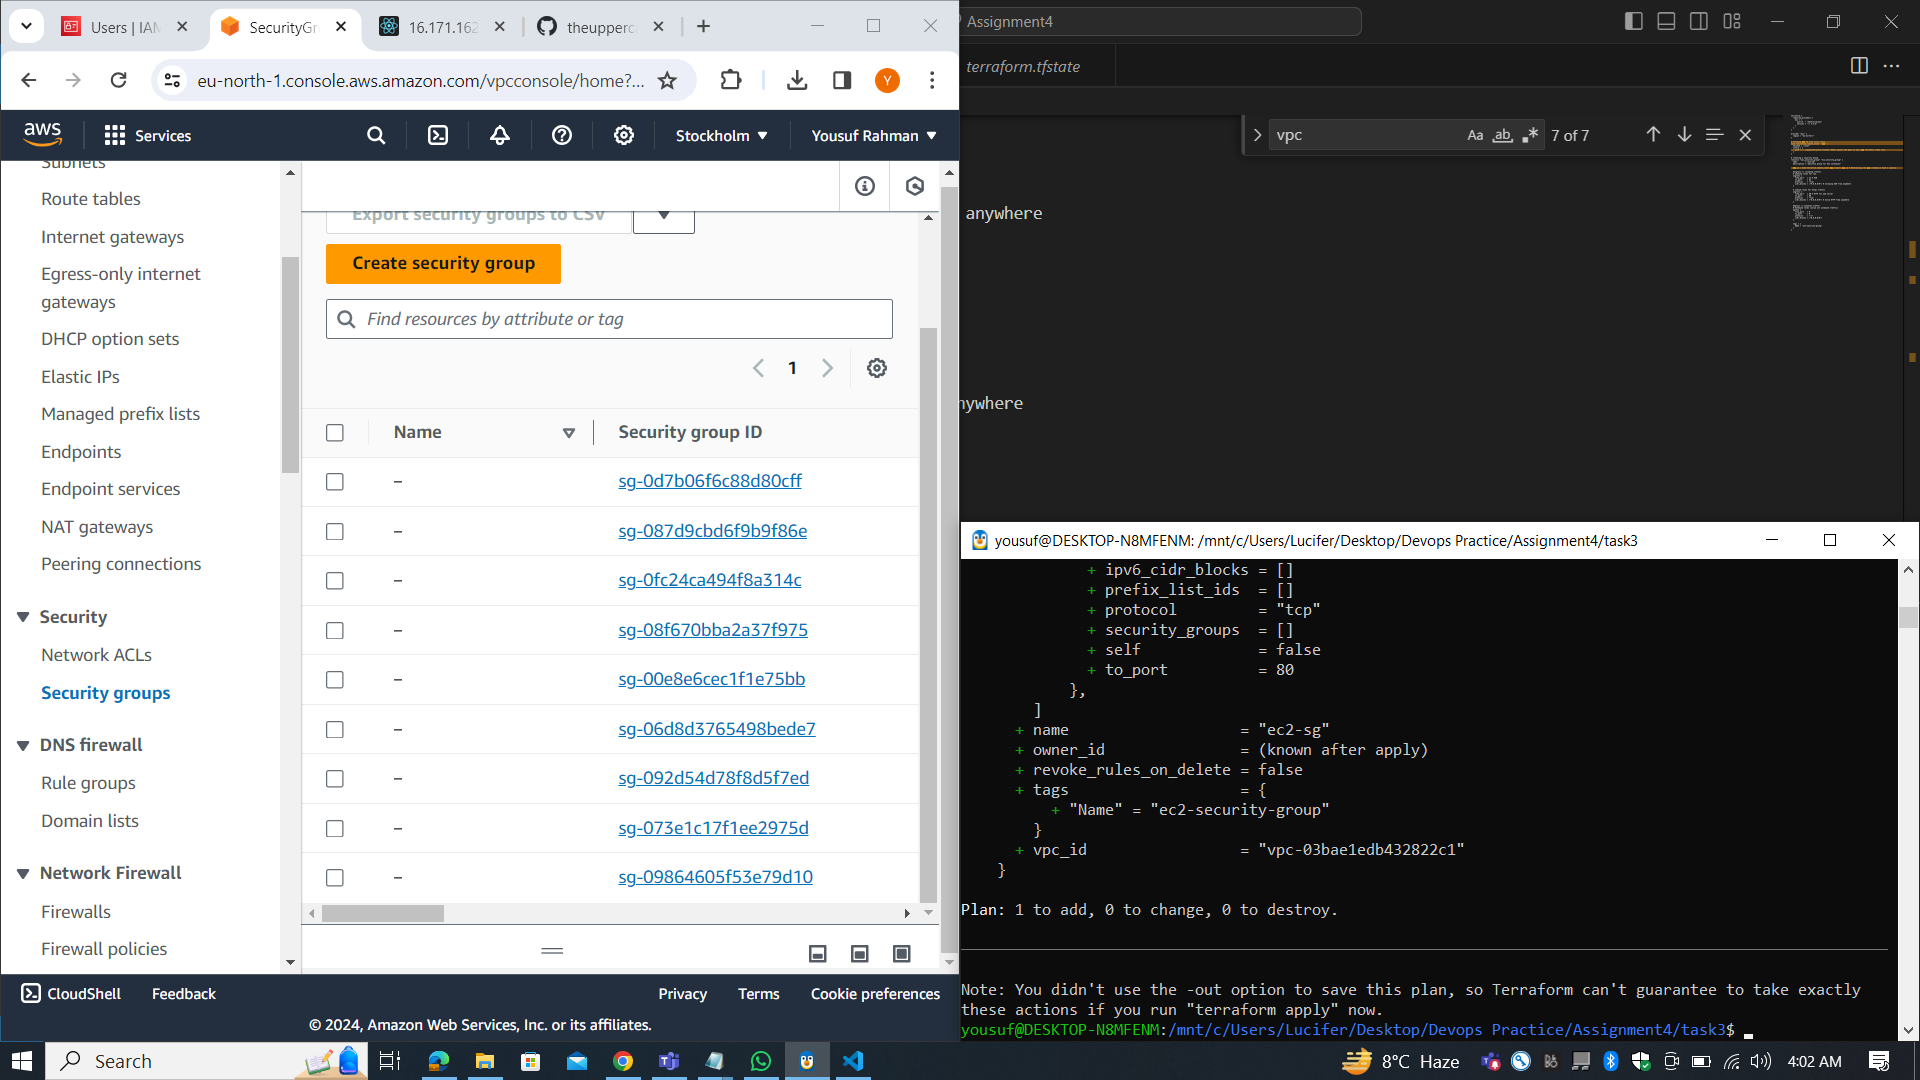 Users | IAM
SecurityGr
16.171.162
theupperc
eu-north-1.console.aws.amazon.com/vpcconsole/home?...
Y
aws
Services
Stockholm
Yousuf Rahman
Subnets
Route tables
Internet gateways
Egress-only internet
gateways
DHCP option sets
Elastic IPs
Managed prefix lists
Endpoints
Endpoint services
NAT gateways
Peering connections
Security
Network ACLs
Security groups
DNS firewall
Rule groups
Domain lists
Network Firewall
Firewalls
Firewall policies
Export security groups to CSV
Create security group
Find resources by attribute or tag
1
Name
Security group ID
– sg-0d7b06f6c88d80cff
– sg-087d9cbd6f9b9f86e
– sg-0fc24ca494f8a314c
– sg-08f670bba2a37f975
– sg-00e8e6cec1f1e75bb
– sg-06d8d3765498bede7
– sg-092d54d78f8d5f7ed
– sg-073e1c17f1ee2975d
– sg-09864605f53e79d10
CloudShell
Feedback
Privacy
Terms
Cookie preferences
© 2024, Amazon Web Services, Inc. or its affiliates.
Assignment4
terraform.tfstate
vpc
Aa
ab
7 of 7
anywhere
nywhere
yousuf@DESKTOP-N8MFENM: /mnt/c/Users/Lucifer/Desktop/Devops Practice/Assignment4/task3
+ ipv6_cidr_blocks = []
+ prefix_list_ids = []
+ protocol = "tcp"
+ security_groups = []
+ self = false
+ to_port = 80
},
]
+ name = "ec2-sg"
+ owner_id = (known after apply)
+ revoke_rules_on_delete = false
+ tags = {
+ "Name" = "ec2-security-group"
}
+ vpc_id = "vpc-03bae1edb432822c1"
}
Plan: 1 to add, 0 to change, 0 to destroy.
Note: You didn't use the -out option to save this plan, so Terraform can't guarantee to take exactly
these actions if you run "terraform apply" now.
yousuf@DESKTOP-N8MFENM:/mnt/c/Users/Lucifer/Desktop/Devops Practice/Assignment4/task3$
Search
8°C Haze
4:02 AM